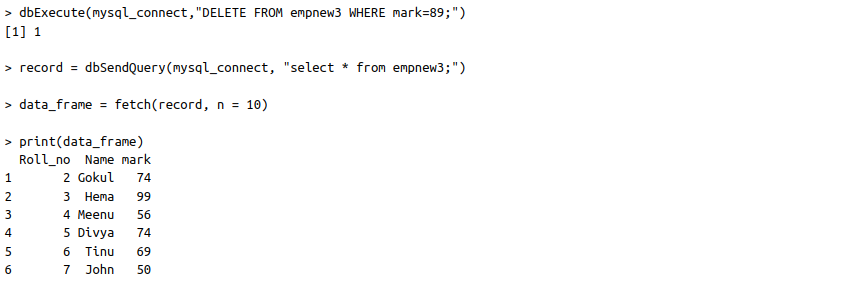 > dbExecute(mysql_connect,"DELETE FROM empnew3 WHERE mark=89;")
[1] 1
> record = dbSendQuery(mysql_connect, "select * from empnew3;")
> data_frame = fetch(record, n = 10)
> print(data_frame)
  Roll_no  Name mark
1       2 Gokul   74
2       3  Hema   99
3       4 Meenu   56
4       5 Divya   74
5       6  Tinu   69
6       7  John   50